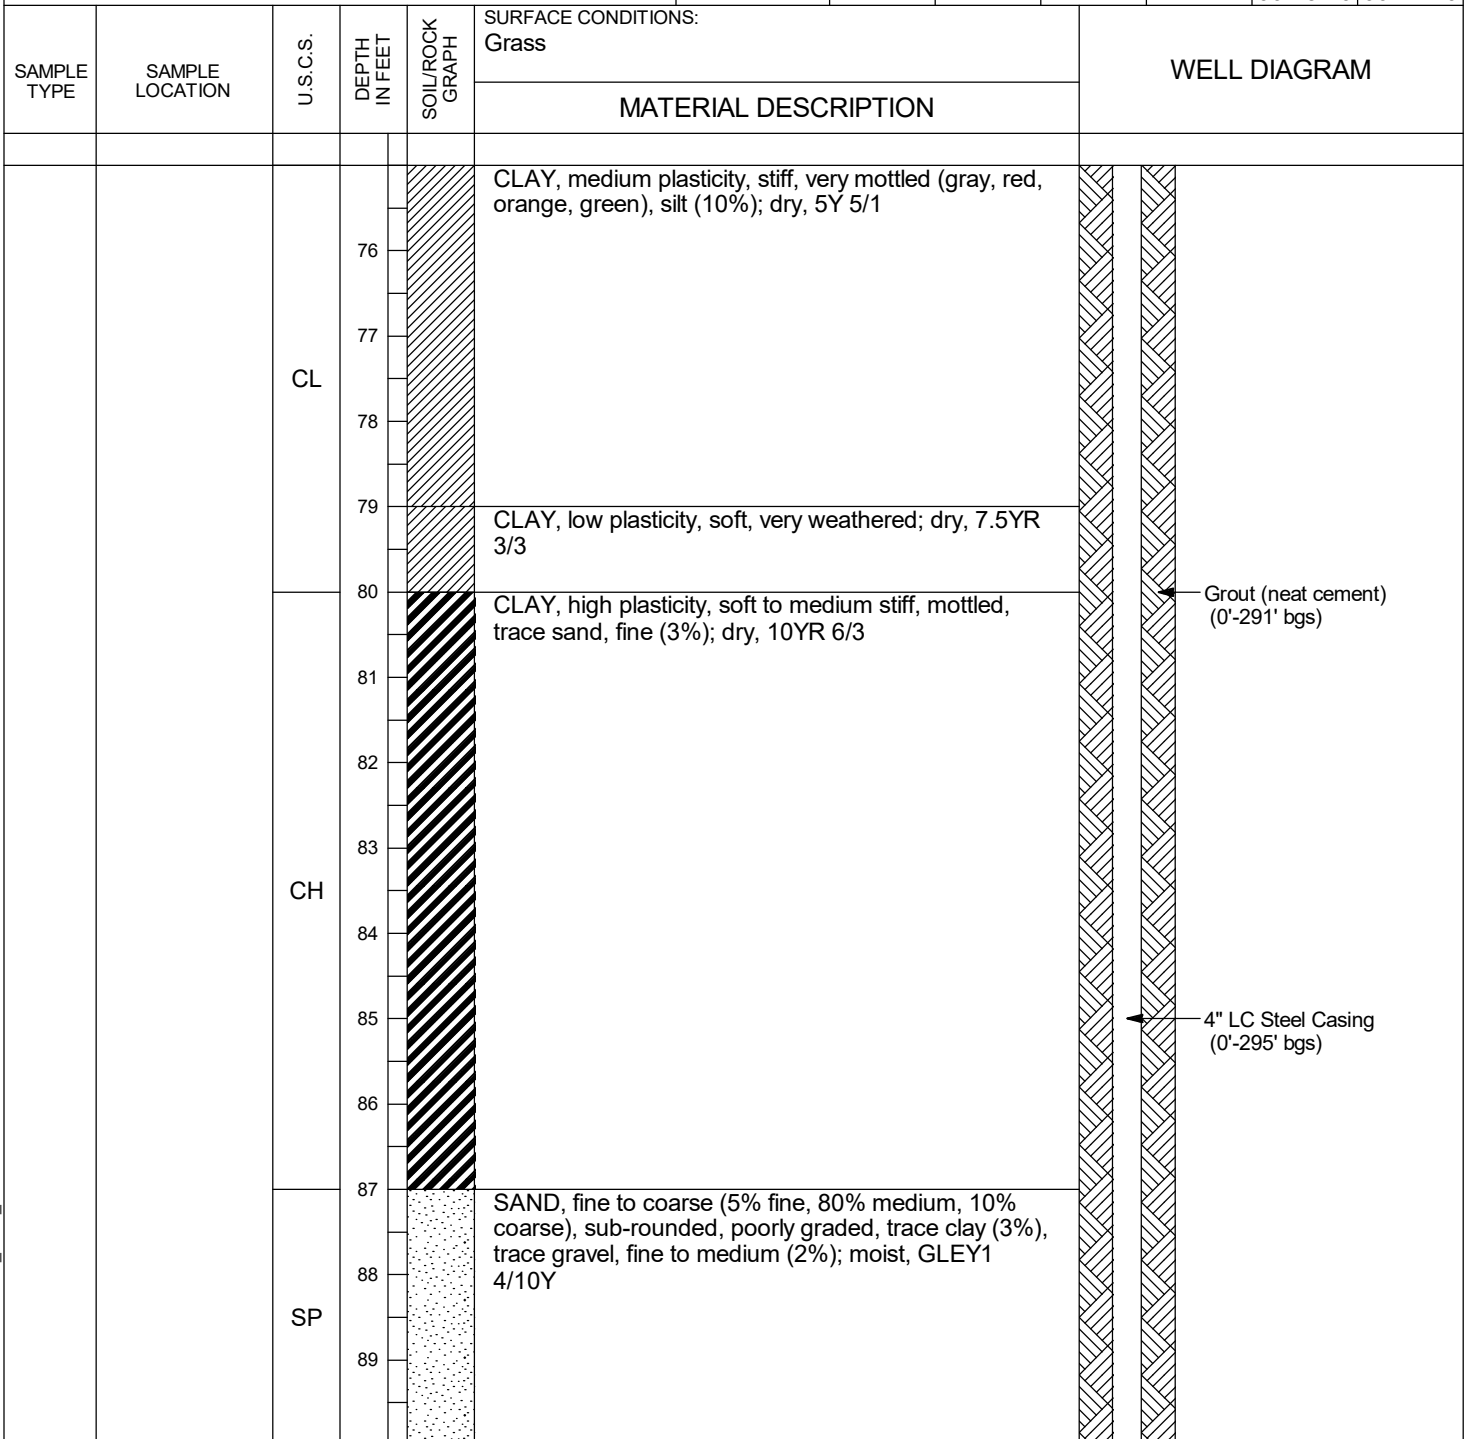 SURFACE CONDITIONS:
Grass
SAMPLE
TYPE
SAMPLE
LOCATION
U.S.C.S.
DEPTH
IN FEET
SOIL/ROCK
GRAPH
MATERIAL DESCRIPTION
WELL DIAGRAM
CLAY, medium plasticity, stiff, very mottled (gray, red,
orange, green), silt (10%); dry, 5Y 5/1
76
77
CL
78
79
CLAY, low plasticity, soft, very weathered; dry, 7.5YR
3/3
80
CLAY, high plasticity, soft to medium stiff, mottled,
trace sand, fine (3%); dry, 10YR 6/3
Grout (neat cement)
(0'-291' bgs)
81
82
83
CH
84
85
4" LC Steel Casing
(0'-295' bgs)
86
87
SAND, fine to coarse (5% fine, 80% medium, 10%
coarse), sub-rounded, poorly graded, trace clay (3%),
trace gravel, fine to medium (2%); moist, GLEY1
4/10Y
88
SP
89